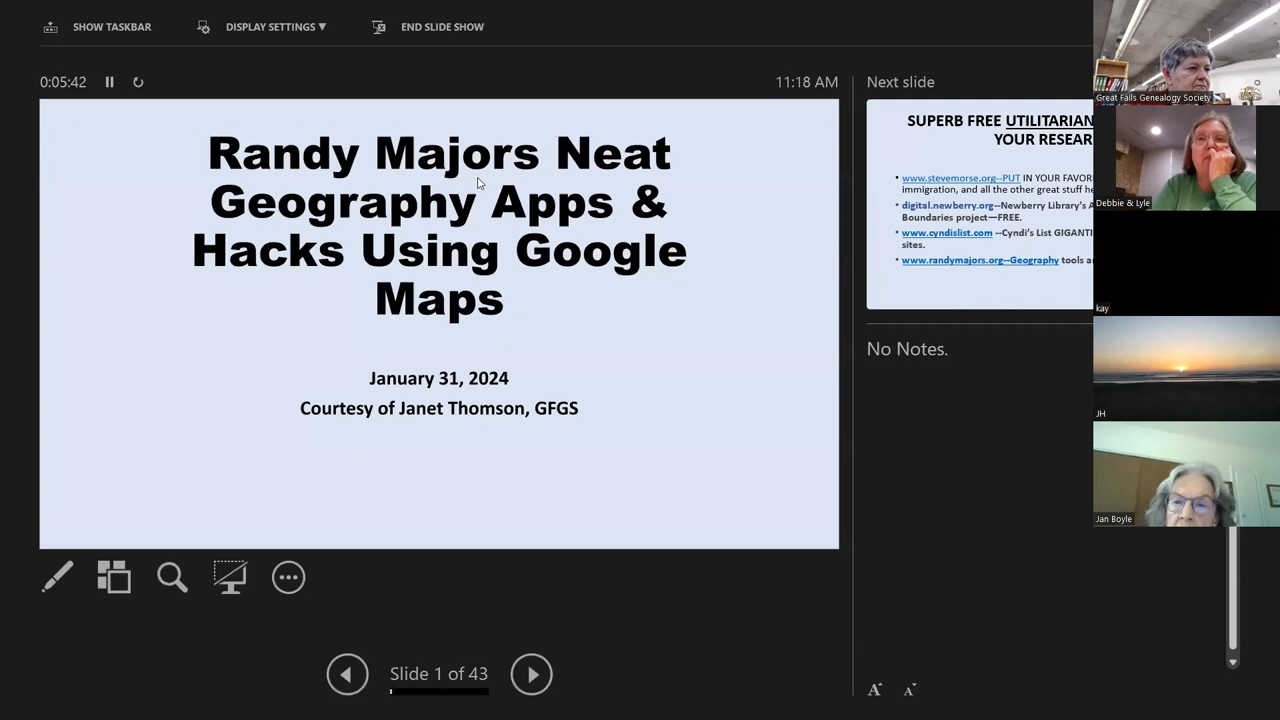 SHOW TASKBAR
DISPLAY SETTINGS ▼
END SLIDE SHOW
0:05:42
11:18 AM
Randy Majors Neat
Geography Apps &
Hacks Using Google
Maps
January 31, 2024
Courtesy of Janet Thomson, GFGS
Slide 1 of 43
Next slide
SUPERB FREE UTILITARIAN
YOUR RESEAR
• www.stevemorse.org--PUT IN YOUR FAVOR
immigration, and all the other great stuff he
• digital.newberry.org--Newberry Library's A
Boundaries project—FREE.
• www.cyndislist.com --Cyndi's List GIGANTI
sites.
• www.randymajors.org--Geography tools a
No Notes.
A A
Great Falls Genealogy Society
Debbie & Lyle
kay
JH
Jan Boyle